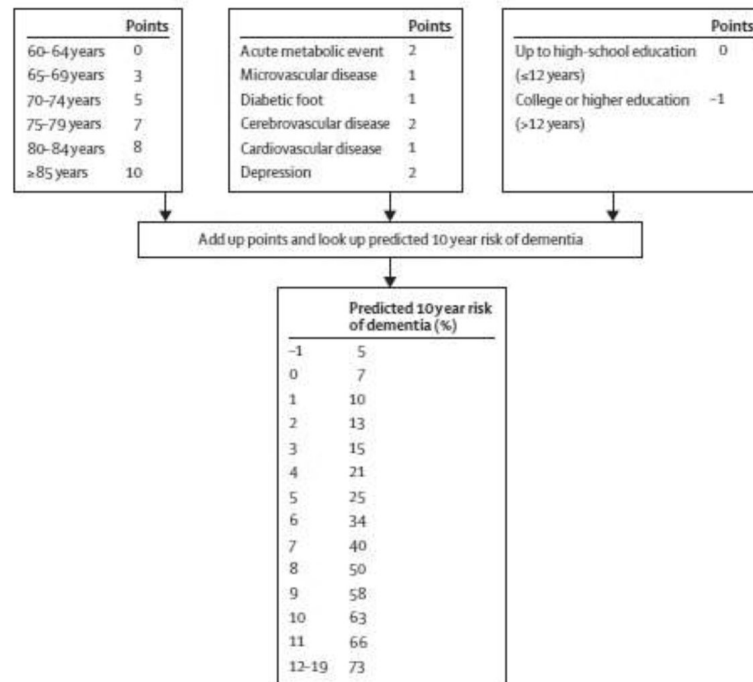 Points
60–64 years 0
65–69 years 3
70–74 years 5
75–79 years 7
80–84 years 8
≥85 years 10
Points
Acute metabolic event 2
Microvascular disease 1
Diabetic foot 1
Cerebrovascular disease 2
Cardiovascular disease 1
Depression 2
Points
Up to high-school education 0
(≤12 years)
College or higher education –1
(>12 years)
Add up points and look up predicted 10 year risk of dementia
Predicted 10 year risk
of dementia (%)
–1 5
0 7
1 10
2 13
3 15
4 21
5 25
6 34
7 40
8 50
9 58
10 63
11 66
12–19 73